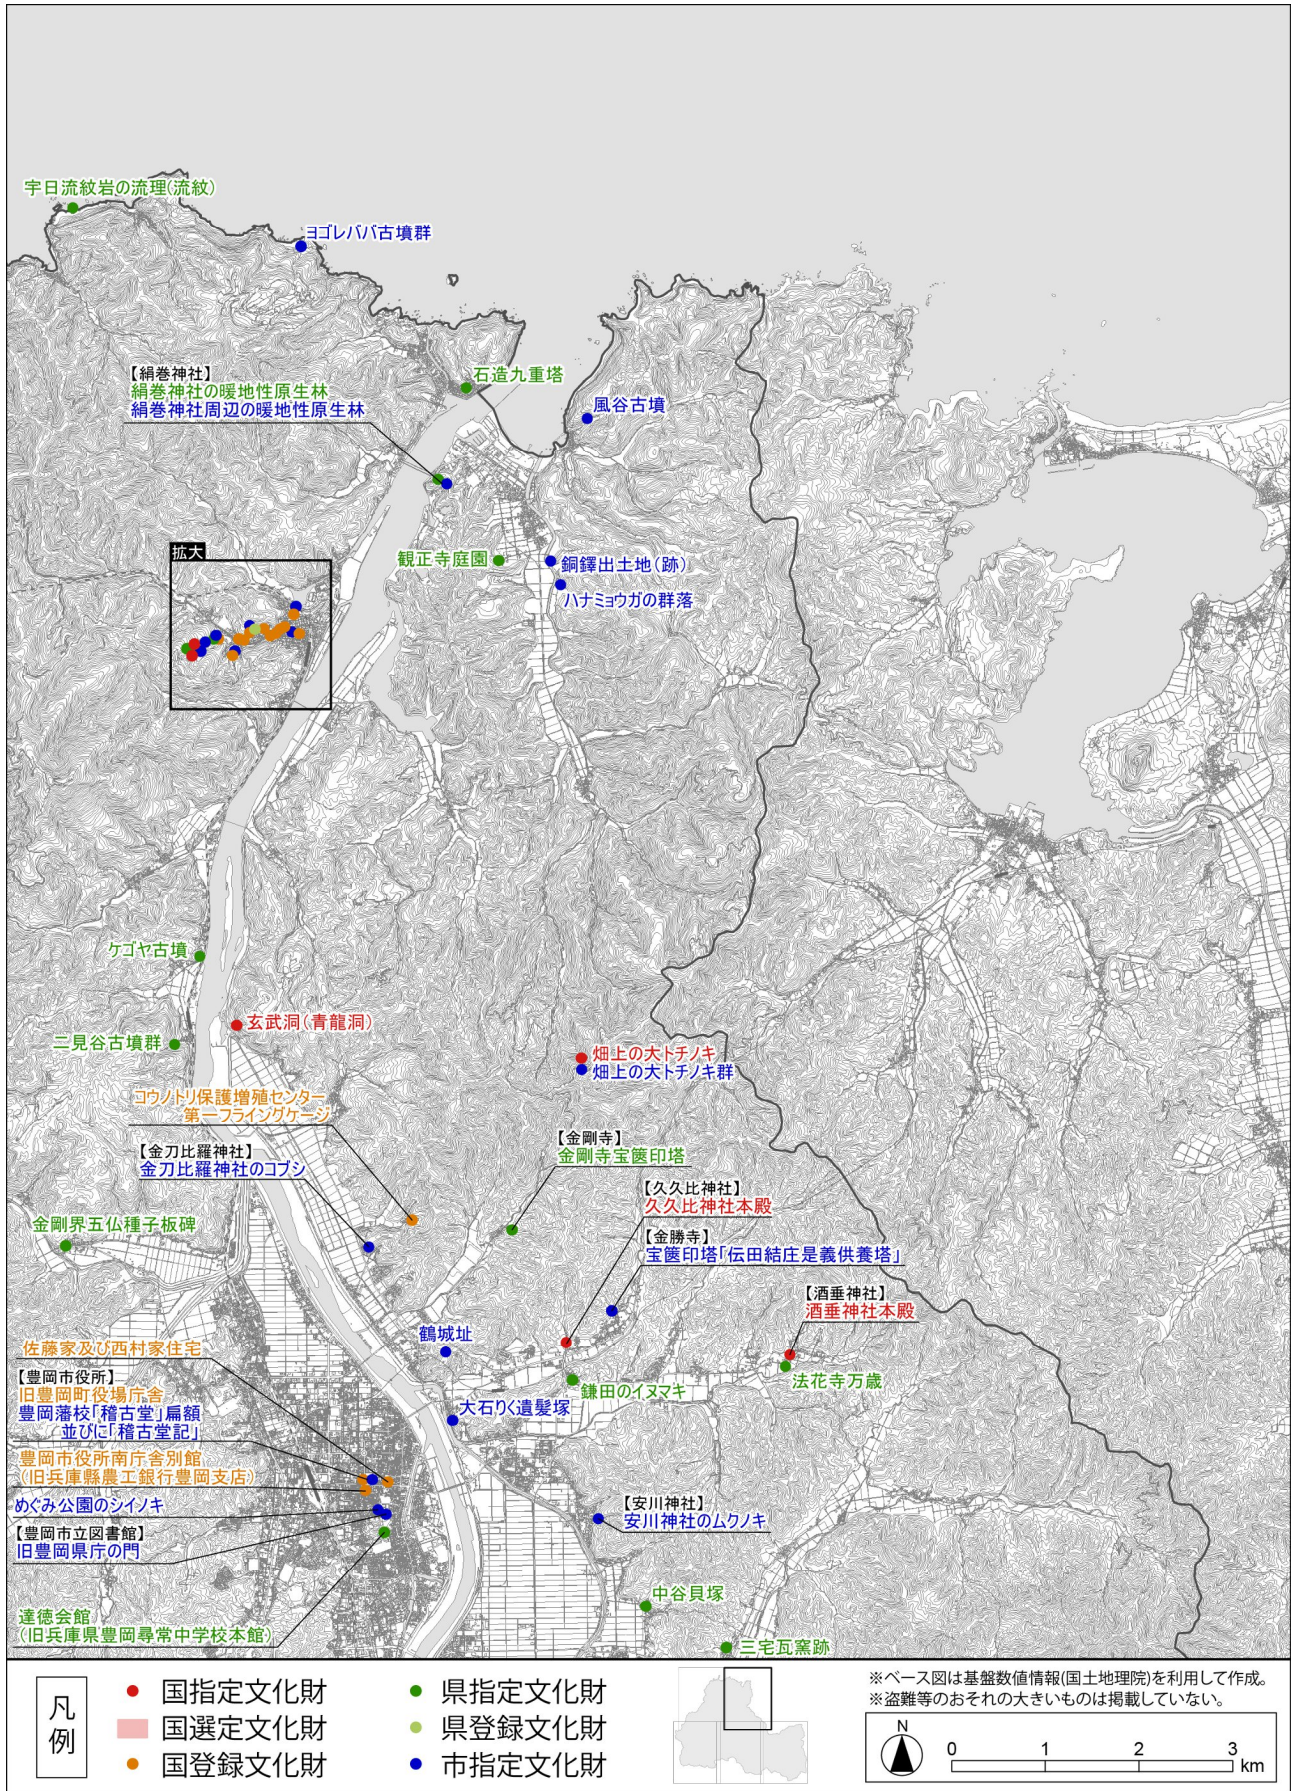 宇日流紋岩の流理(流紋)
ヨゴレババ古墳群
【絹巻神社】
絹巻神社の暖地性原生林
絹巻神社周辺の暖地性原生林
石造九重塔
風谷古墳
拡大
観正寺庭園
銅鐸出土地(跡)
ハナミョウガの群落
ケゴヤ古墳
玄武洞(青龍洞)
二見谷古墳群
畑上の大トチノキ
畑上の大トチノキ群
コウノトリ保護増殖センター
第一フライングケージ
【金刀比羅神社】
金刀比羅神社のコブシ
【金剛寺】
金剛寺宝篋印塔
【久久比神社】
久久比神社本殿
金剛界五仏種子板碑
【金勝寺】
宝篋印塔「伝田結庄是義供養塔」
【酒垂神社】
酒垂神社本殿
佐藤家及び西村家住宅
鶴城址
法花寺万歳
鎌田のイヌマキ
【豊岡市役所】
旧豊岡町役場庁舎
豊岡藩校「稽古堂」扁額
並びに「稽古堂記」
大石りく遺髪塚
豊岡市役所南庁舎別館
(旧兵庫縣農工銀行豊岡支店)
めぐみ公園のシイノキ
【安川神社】
安川神社のムクノキ
【豊岡市立図書館】
旧豊岡県庁の門
中谷貝塚
達徳会館
(旧兵庫県豊岡尋常中学校本館)
三宅瓦窯跡
凡例
国指定文化財
国選定文化財
国登録文化財
県指定文化財
県登録文化財
市指定文化財
※ベース図は基盤数値情報(国土地理院)を利用して作成。
※盗難等のおそれの大きいものは掲載していない。
N
0 1 2 3 km